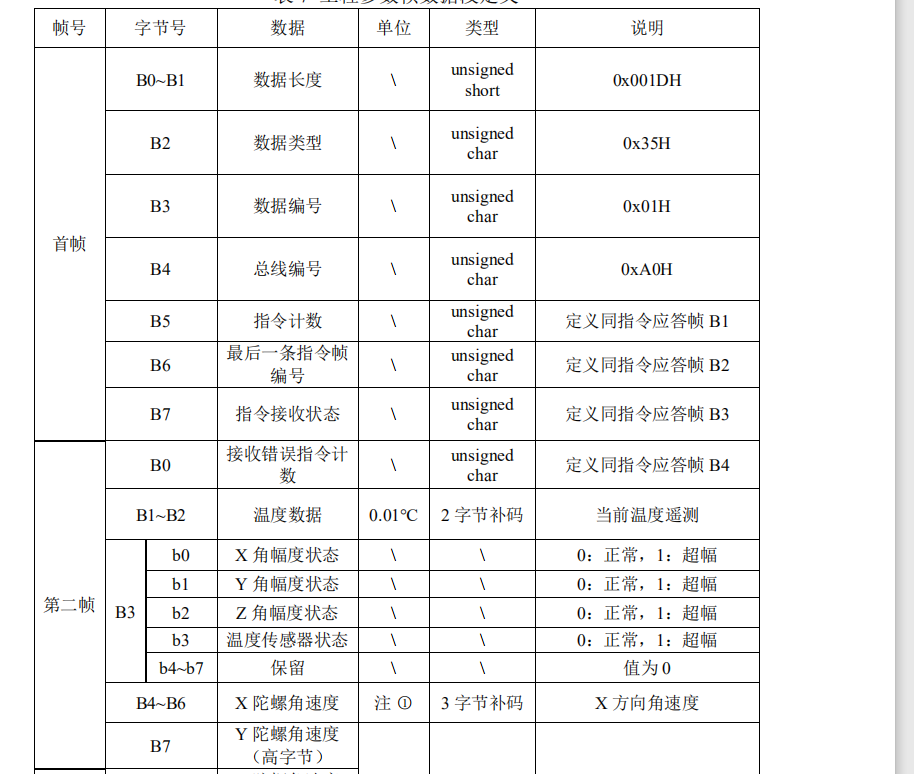 表 7 工程参数帧数据段定义
帧号 字节号 数据 单位 类型 说明
首帧
B0~B1 数据长度 \ unsigned short 0x001DH
B2 数据类型 \ unsigned char 0x35H
B3 数据编号 \ unsigned char 0x01H
B4 总线编号 \ unsigned char 0xA0H
B5 指令计数 \ unsigned char 定义同指令应答帧 B1
B6 最后一条指令帧编号 \ unsigned char 定义同指令应答帧 B2
B7 指令接收状态 \ unsigned char 定义同指令应答帧 B3
第二帧
B0 接收错误指令计数 \ unsigned char 定义同指令应答帧 B4
B1~B2 温度数据 0.01℃ 2 字节补码 当前温度遥测
B3
b0 X 角幅度状态 \ \ 0：正常，1：超幅
b1 Y 角幅度状态 \ \ 0：正常，1：超幅
b2 Z 角幅度状态 \ \ 0：正常，1：超幅
b3 温度传感器状态 \ \ 0：正常，1：超幅
b4~b7 保留 \ \ 值为 0
B4~B6 X 陀螺角速度 注 ① 3 字节补码 X 方向角速度
B7 Y 陀螺角速度
（高字节）